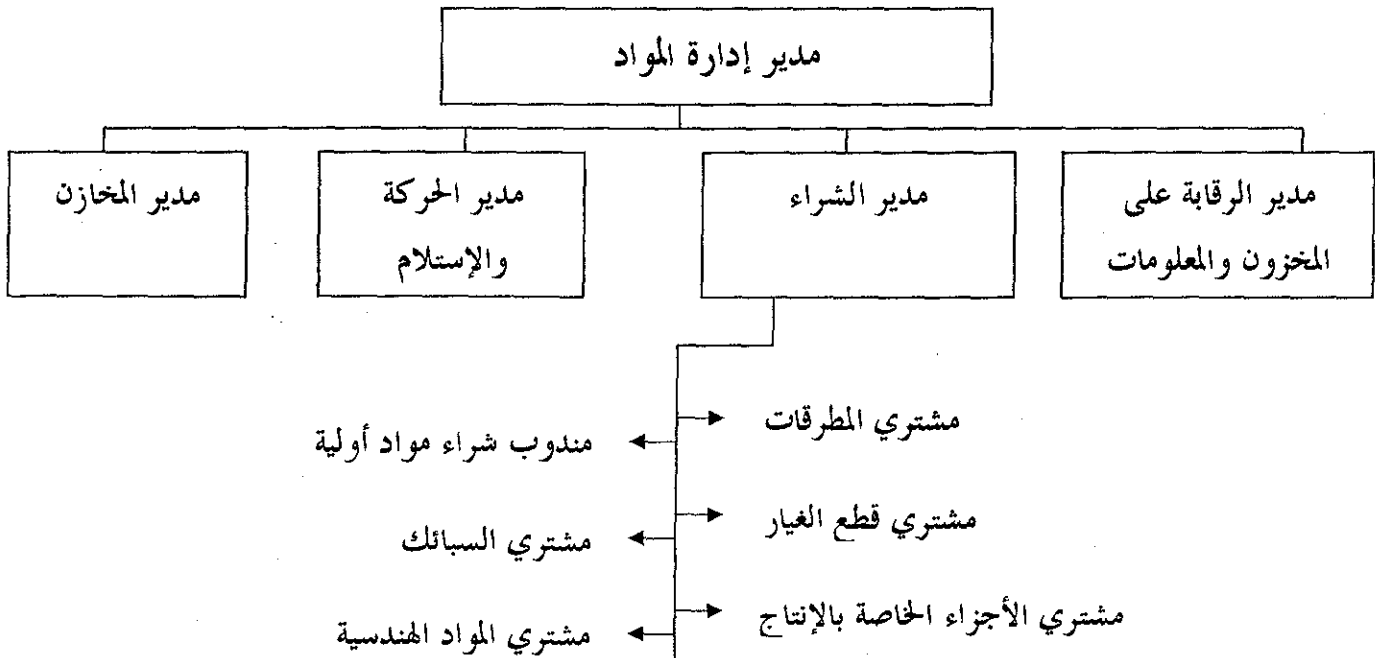 مدير إدارة المواد
مدير الرقابة على
المخزون والمعلومات
مدير الشراء
مدير الحركة
والإستلام
مدير المخازن
مشتري المطرقات
مندوب شراء مواد أولية
مشتري قطع الغيار
مشتري السبائك
مشتري الأجزاء الخاصة بالإنتاج
مشتري المواد الهندسية